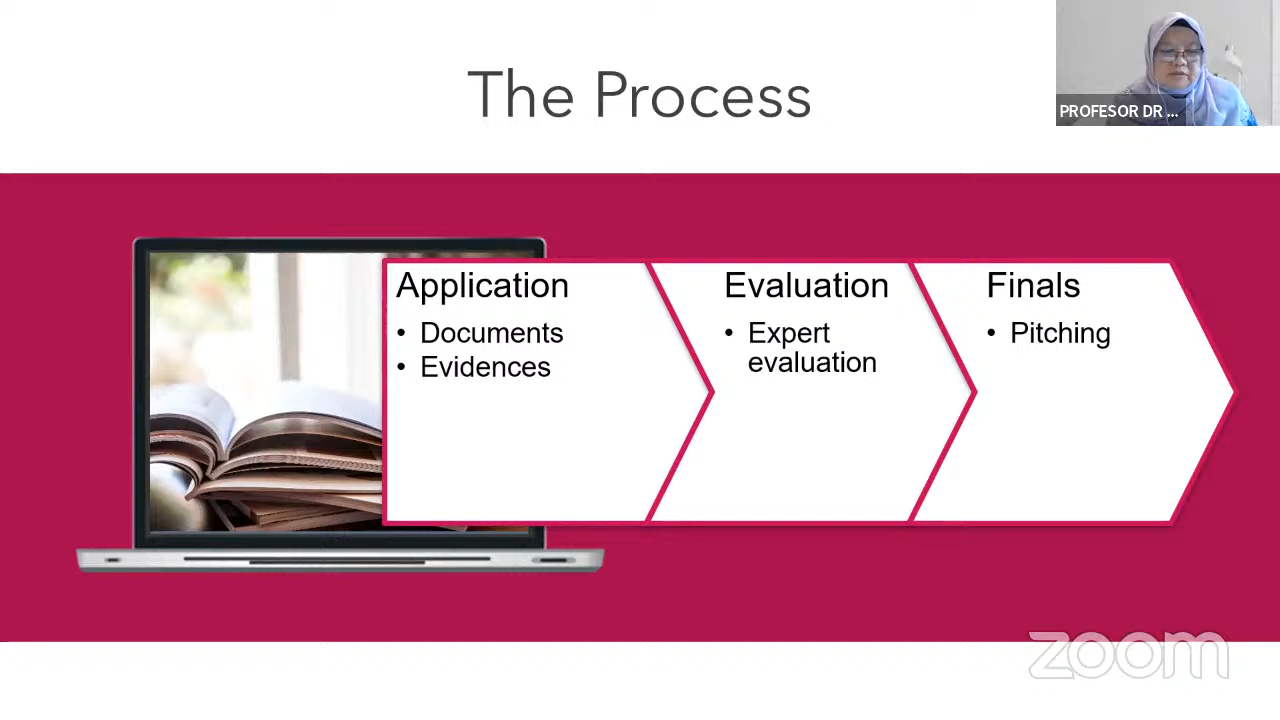 The Process
PROFESOR DR ...
Application
• Documents
• Evidences
Evaluation
• Expert
evaluation
Finals
• Pitching
zoom